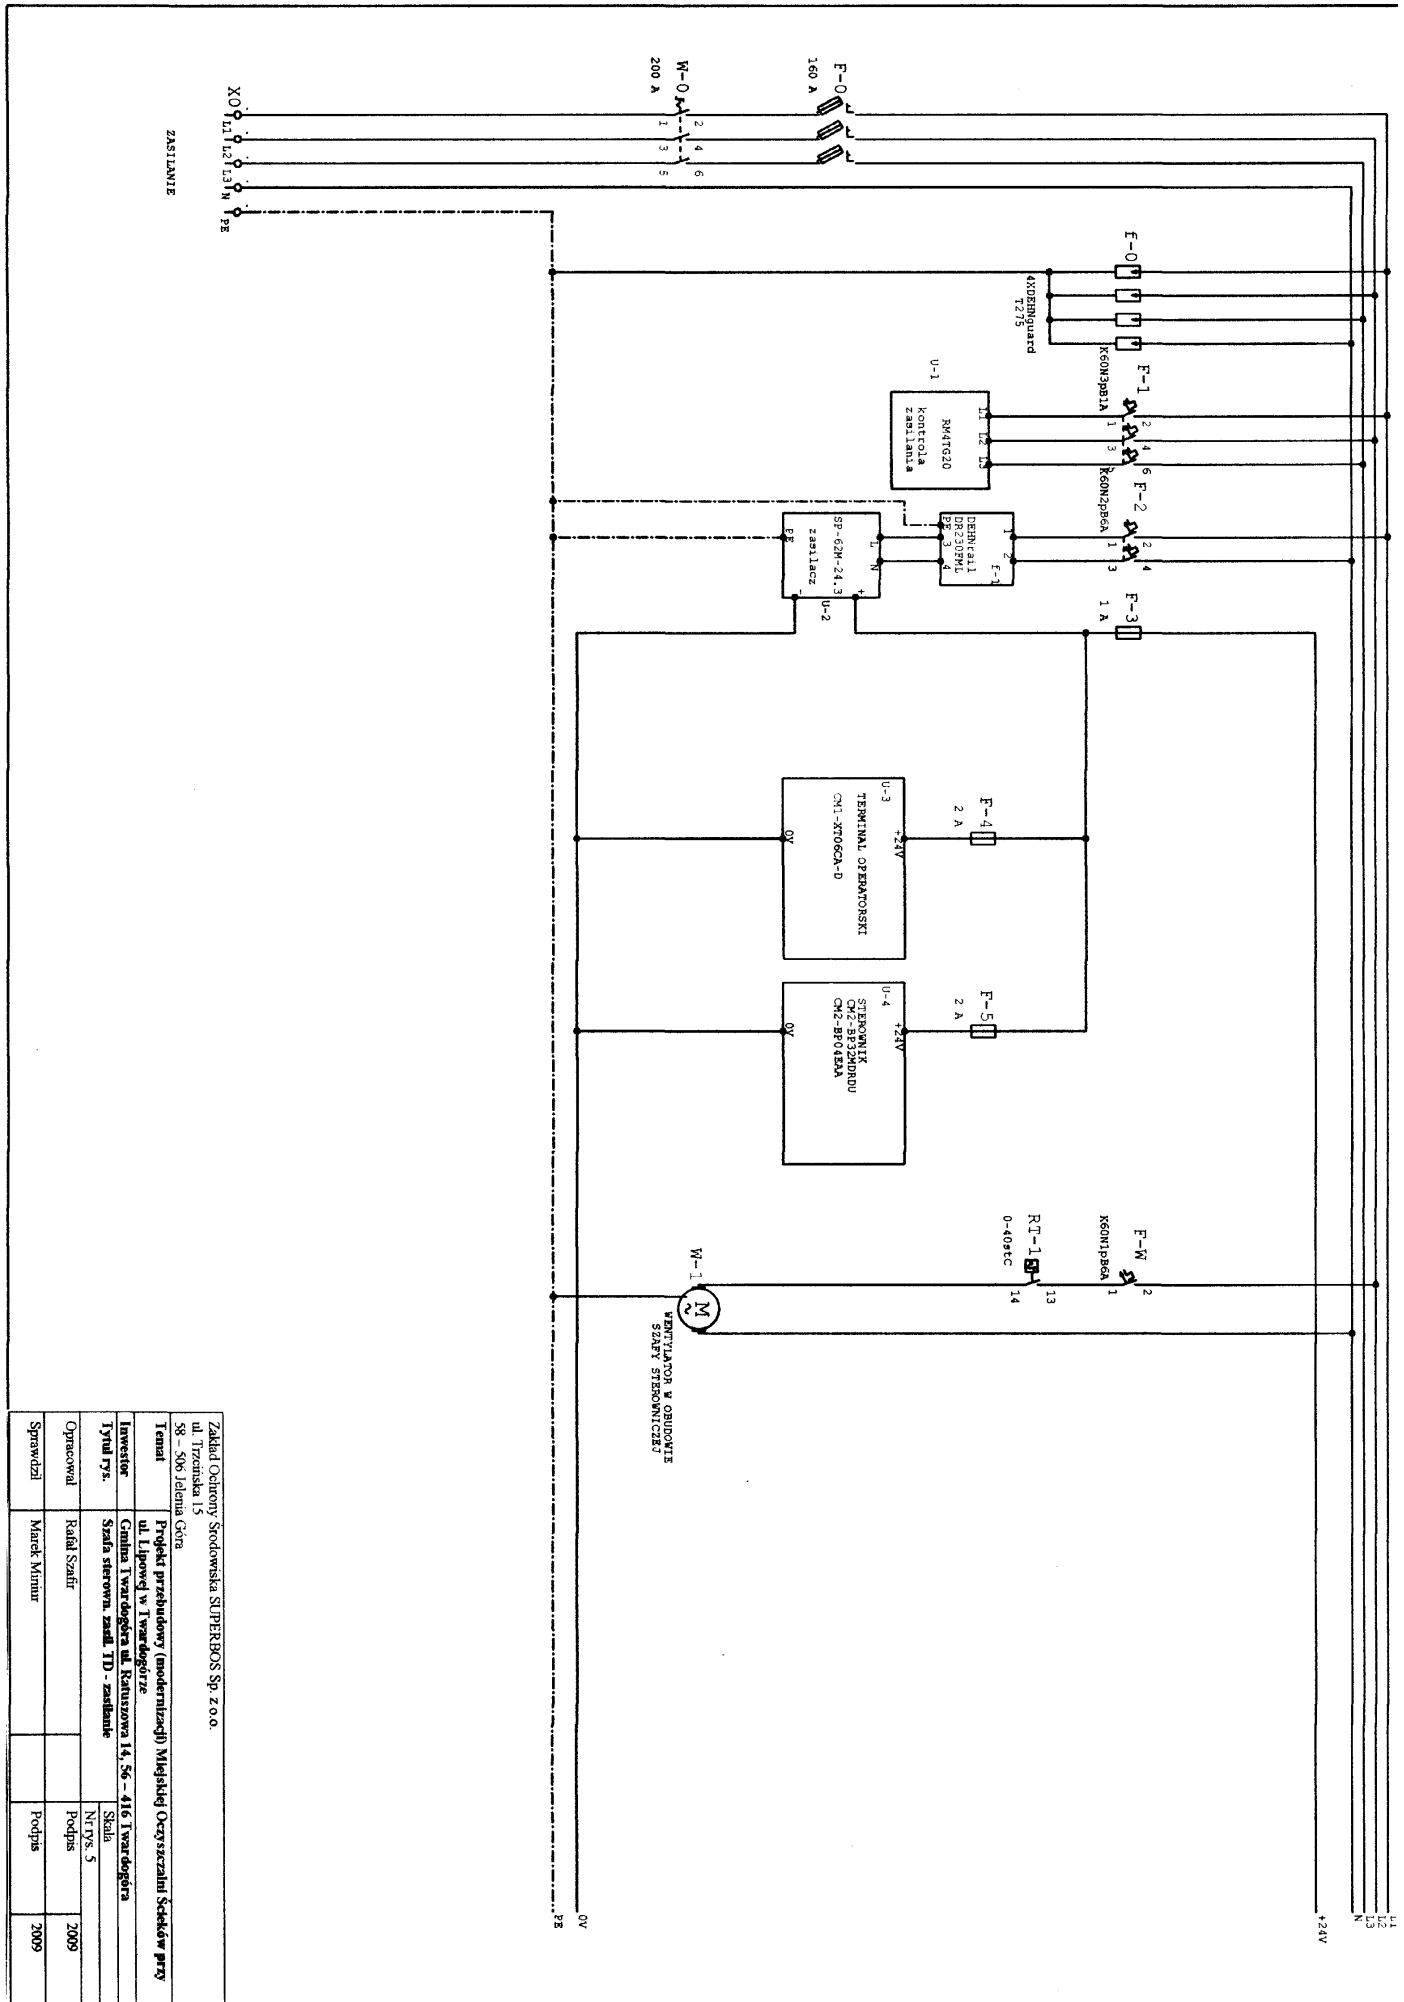 L1
L2
L3
N
+24V
F-0
160 A
W-0
200 A
1
2
3
4
5
6
X0
L1
L2
L3
N
PE
ZASILANIE
f-0
4XDEHNguard
T275
F-1
K60N3pB1A
2
1
4
3
6
U-1
L1
L2
L3
RM4TG20
kontrola
zasilania
F-2
K60N2pB6A
2
1
4
3
1
2
f-1
DEHNrail
DR230FML
PE
3
4
L
N
SP-62M-24.3
zasilacz
PE
+
-
U-2
F-3
1 A
F-4
2 A
U-3
+24V
TERMINAL OPERATORSKI
CM1-XT06CA-D
0V
F-5
2 A
U-4
+24V
STEROWNIK
CM2-BP32MDRDU
CM2-BP04EAA
0V
F-W
K60N1pB6A
2
1
RT-1
0-40stC
13
14
W-1
M
~
WENTYLATOR W OBUDOWIE
SZAFY STEROWNICZEJ
0V
PE
Zakład Ochrony Środowiska SUPERBOS Sp. z o.o.
ul. Trzcińska 15
58 – 506 Jelenia Góra
Temat Projekt przebudowy (modernizacji) Miejskiej Oczyszczalni Ścieków przy
ul. Lipowej w Twardogórze
Inwestor Gmina Twardogóra ul. Ratuszowa 14, 56 – 416 Twardogóra
Tytuł rys. Szafa sterown. zasil. TD - zasilanie Skala
Nr rys. 5
Opracował Rafał Szafir Podpis 2009
Sprawdził Marek Miniur Podpis 2009